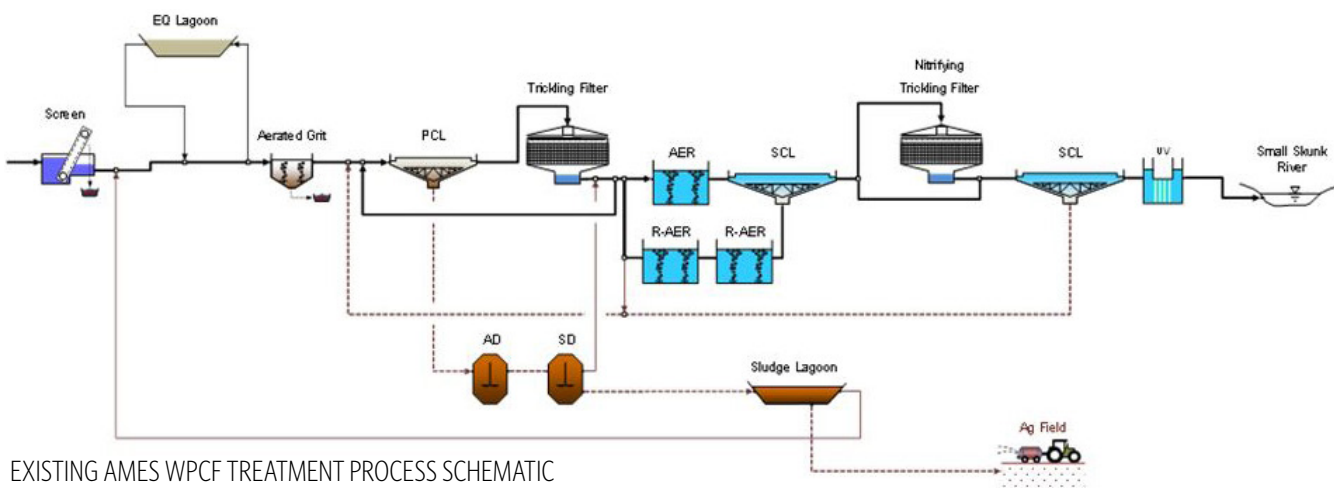 EQ Lagoon
Screen
Aerated Grit
PCL
Trickling Filter
AER
SCL
R-AER
R-AER
Nitrifying
Trickling Filter
SCL
UV
Small Skunk
River
AD
SD
Sludge Lagoon
Ag Field
EXISTING AMES WPCF TREATMENT PROCESS SCHEMATIC